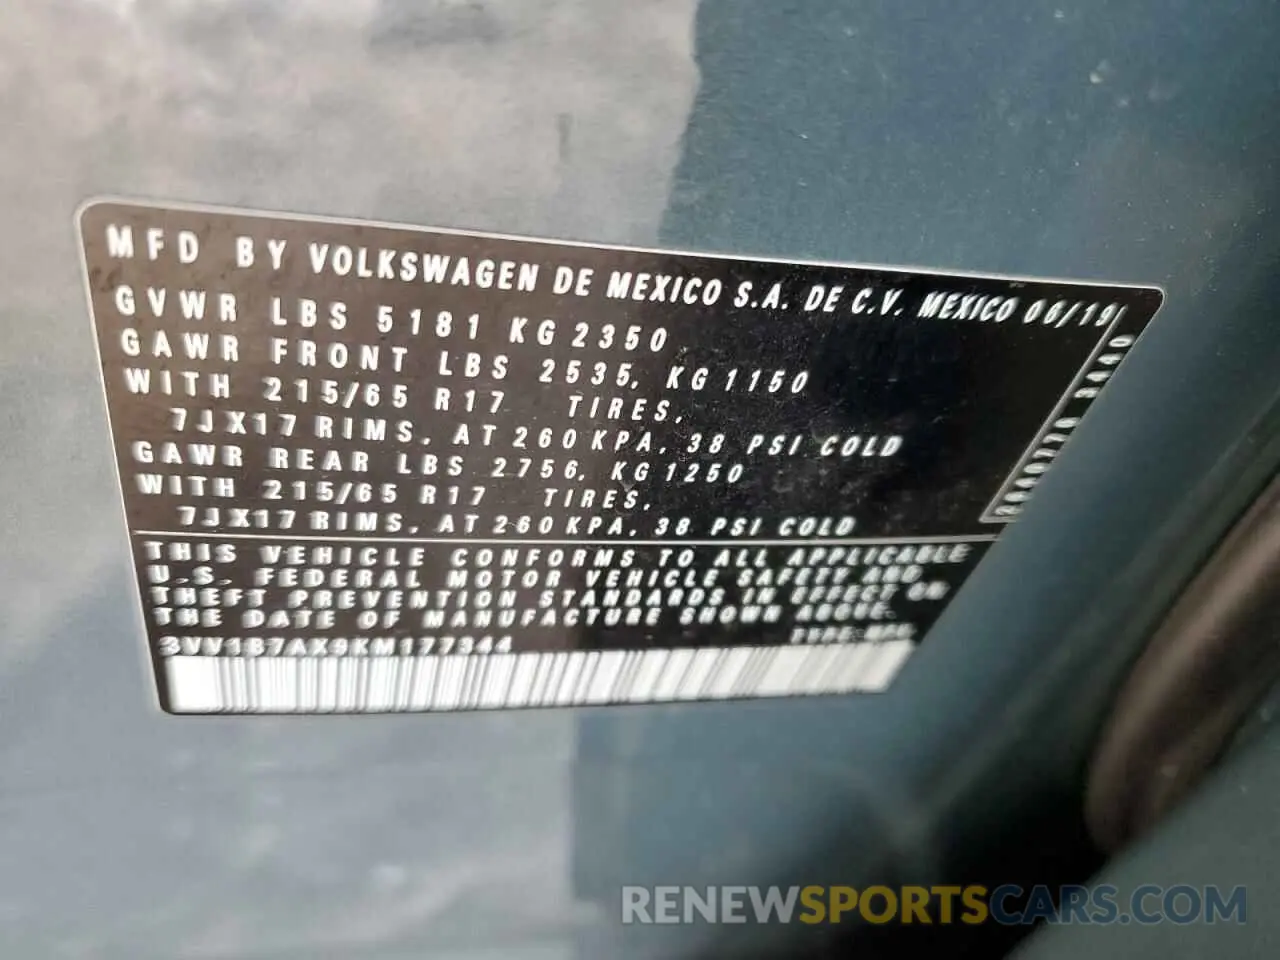 MFD BY VOLKSWAGEN DE MEXICO S.A. DE C.V. MEXICO 06/19
GVWR LBS 5181 KG 2350
GAWR FRONT LBS 2535, KG 1150
WITH 215/65 R17 TIRES,
7JX17 RIMS, AT 260 KPA, 38 PSI COLD
GAWR REAR LBS 2756, KG 1250
WITH 215/65 R17 TIRES,
7JX17 RIMS, AT 260 KPA, 38 PSI COLD
THIS VEHICLE CONFORMS TO ALL APPLICABLE
U.S. FEDERAL MOTOR VEHICLE SAFETY AND
THEFT PREVENTION STANDARDS IN EFFECT ON
THE DATE OF MANUFACTURE SHOWN ABOVE.
3VV1B7AX9KM177344
TYPE: MPV
RENEWSPORTSCARS.COM